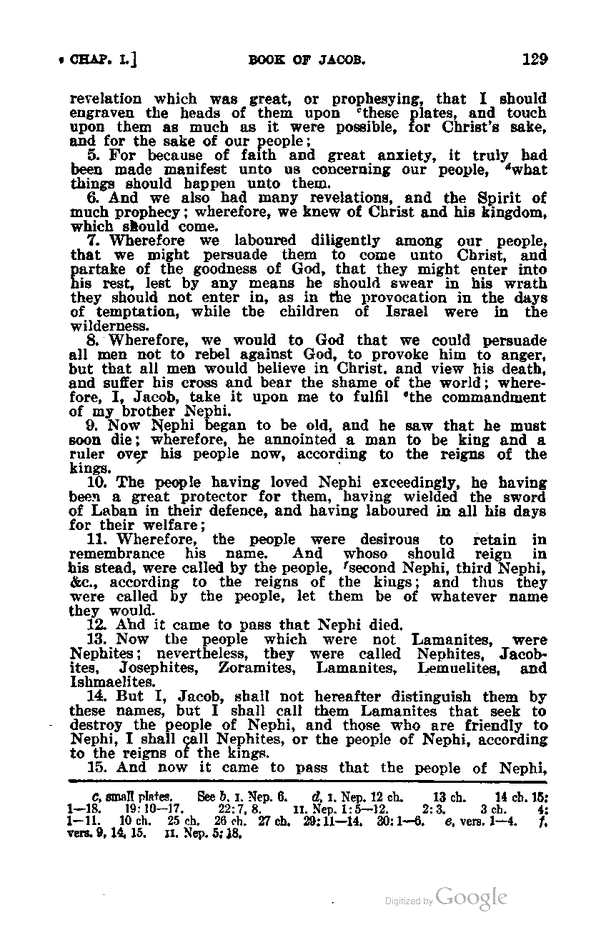 CHAP. I.] BOOK OF JACOB. 129
revelation which was great, or prophesying, that I should
engraven the heads of them upon ᶜthese plates, and touch
upon them as much as it were possible, for Christ's sake,
and for the sake of our people;
5. For because of faith and great anxiety, it truly had
been made manifest unto us concerning our people, ᵈwhat
things should happen unto them.
6. And we also had many revelations, and the Spirit of
much prophecy; wherefore, we knew of Christ and his kingdom,
which should come.
7. Wherefore we laboured diligently among our people,
that we might persuade them to come unto Christ, and
partake of the goodness of God, that they might enter into
his rest, lest by any means he should swear in his wrath
they should not enter in, as in the provocation in the days
of temptation, while the children of Israel were in the
wilderness.
8. Wherefore, we would to God that we could persuade
all men not to rebel against God, to provoke him to anger,
but that all men would believe in Christ. and view his death,
and suffer his cross and bear the shame of the world; where-
fore, I, Jacob, take it upon me to fulfil ᵉthe commandment
of my brother Nephi.
9. Now Nephi began to be old, and he saw that he must
soon die; wherefore, he annointed a man to be king and a
ruler over his people now, according to the reigns of the
kings.
10. The people having loved Nephi exceedingly, he having
been a great protector for them, having wielded the sword
of Laban in their defence, and having laboured in all his days
for their welfare;
11. Wherefore, the people were desirous to retain in
remembrance his name. And whoso should reign in
his stead, were called by the people, ᶠsecond Nephi, third Nephi,
&c., according to the reigns of the kings; and thus they
were called by the people, let them be of whatever name
they would.
12. And it came to pass that Nephi died.
13. Now the people which were not Lamanites, were
Nephites; nevertheless, they were called Nephites, Jacob-
ites, Josephites, Zoramites, Lamanites, Lemuelites, and
Ishmaelites.
14. But I, Jacob, shall not hereafter distinguish them by
these names, but I shall call them Lamanites that seek to
destroy the people of Nephi, and those who are friendly to
Nephi, I shall call Nephites, or the people of Nephi, according
to the reigns of the kings.
15. And now it came to pass that the people of Nephi,
c, small plates. See b, I. Nep. 6. d, I. Nep. 12 ch. 13 ch. 14 ch. 15:
1—18. 19: 10—17. 22: 7, 8. II. Nep. 1: 5—12. 2: 3. 3 ch. 4:
1—11. 10 ch. 25 ch. 26 ch. 27 ch. 29: 11—14. 30: 1—6. e, vers. 1—4. f,
vers. 9, 14, 15. II. Nep. 5: 18.
Digitized by Google